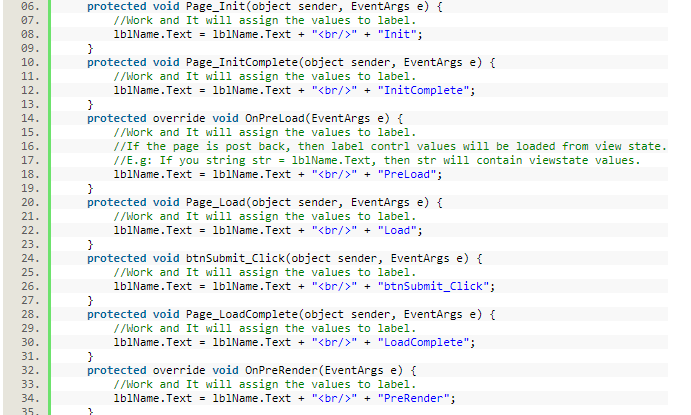 06. protected void Page_Init(object sender, EventArgs e) {
07. //Work and It will assign the values to label.
08. lblName.Text = lblName.Text + "<br/>" + "Init";
09. }
10. protected void Page_InitComplete(object sender, EventArgs e) {
11. //Work and It will assign the values to label.
12. lblName.Text = lblName.Text + "<br/>" + "InitComplete";
13. }
14. protected override void OnPreLoad(EventArgs e) {
15. //Work and It will assign the values to label.
16. //If the page is post back, then label contrl values will be loaded from view state.
17. //E.g: If you string str = lblName.Text, then str will contain viewstate values.
18. lblName.Text = lblName.Text + "<br/>" + "PreLoad";
19. }
20. protected void Page_Load(object sender, EventArgs e) {
21. //Work and It will assign the values to label.
22. lblName.Text = lblName.Text + "<br/>" + "Load";
23. }
24. protected void btnSubmit_Click(object sender, EventArgs e) {
25. //Work and It will assign the values to label.
26. lblName.Text = lblName.Text + "<br/>" + "btnSubmit_Click";
27. }
28. protected void Page_LoadComplete(object sender, EventArgs e) {
29. //Work and It will assign the values to label.
30. lblName.Text = lblName.Text + "<br/>" + "LoadComplete";
31. }
32. protected override void OnPreRender(EventArgs e) {
33. //Work and It will assign the values to label.
34. lblName.Text = lblName.Text + "<br/>" + "PreRender";
35. }